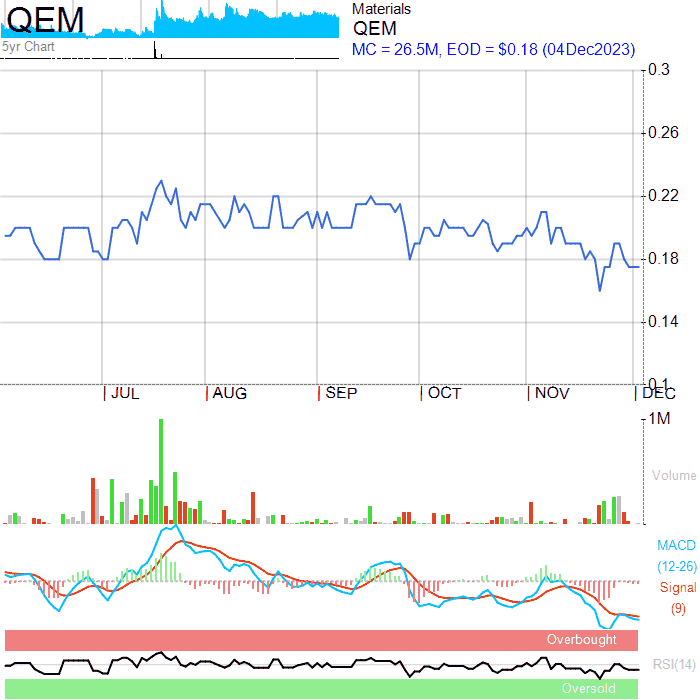 QEM
5yr Chart
Materials
QEM
MC = 26.5M, EOD = $0.18 (04Dec2023)
0.3
0.26
0.22
0.18
0.14
0.1
JUL AUG SEP OCT NOV DEC
1M
Volume
MACD
(12-26)
Signal
(9)
Overbought
RSI(14)
Oversold